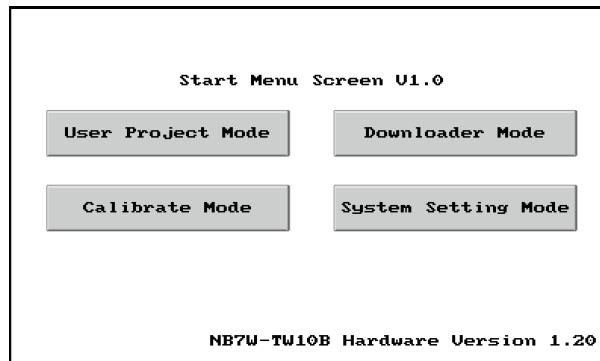 Start Menu Screen V1.0
User Project Mode Downloader Mode
Calibrate Mode System Setting Mode
NB7W-TW10B Hardware Version 1.20